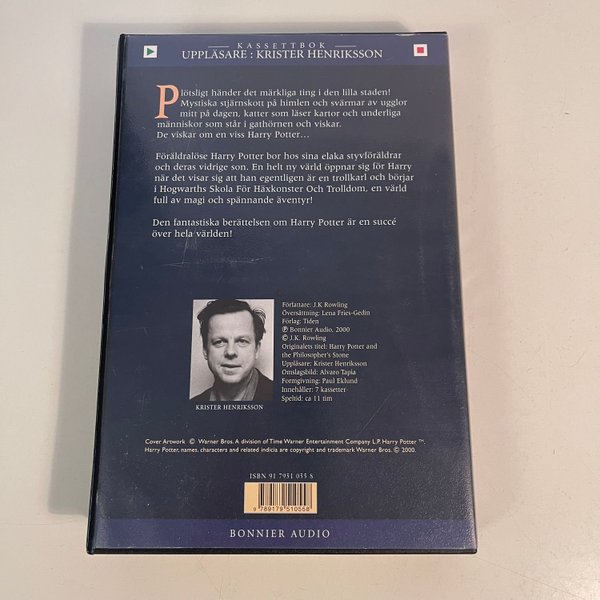 KASSETTBOK
UPPLÄSARE : KRISTER HENRIKSSON
Plötsligt händer det märkliga ting i den lilla staden!
Mystiska stjärnskott på himlen och svärmar av ugglor
mitt på dagen, katter som läser kartor och underliga
människor som står i gathörnen och viskar.
De viskar om en viss Harry Potter...
Föräldralöse Harry Potter bor hos sina elaka styvföräldrar
och deras vidrige son. En helt ny värld öppnar sig för Harry
när det visar sig att han egentligen är en trollkarl och börjar
i Hogwarths Skola För Häxkonster Och Trolldom, en värld
full av magi och spännande äventyr!
Den fantastiska berättelsen om Harry Potter är en succé
över hela världen!
Författare: J.K Rowling
Översättning: Lena Fries-Gedin
Förlag: Tiden
℗ Bonnier Audio, 2000
© J.K. Rowling
Originalets titel: Harry Potter and
the Philosopher's Stone
Uppläsare: Krister Henriksson
Omslagsbild: Alvaro Tapia
Formgivning: Paul Eklund
Innehåller: 7 kassetter
Speltid: ca 11 tim
KRISTER HENRIKSSON
Cover Artwork © Warner Bros. A division of Time Warner Entertainment Company L.P. Harry Potter ™.
Harry Potter, names, characters and related indicia are copyright and trademark Warner Bros. © 2000.
ISBN 91 7951 055 8
9 789179 510558
BONNIER AUDIO